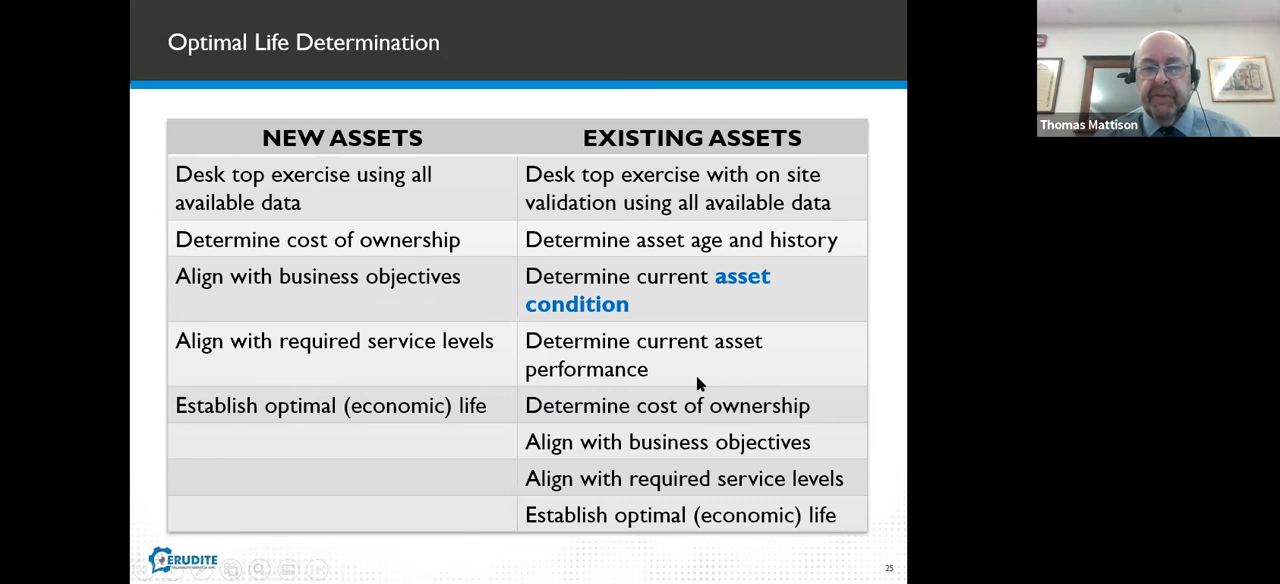 Optimal Life Determination
Thomas Mattison
NEW ASSETS
EXISTING ASSETS
Desk top exercise using all
available data
Desk top exercise with on site
validation using all available data
Determine cost of ownership
Determine asset age and history
Align with business objectives
Determine current asset
condition
Align with required service levels
Determine current asset
performance
Establish optimal (economic) life
Determine cost of ownership
Align with business objectives
Align with required service levels
Establish optimal (economic) life
ERUDITE
25